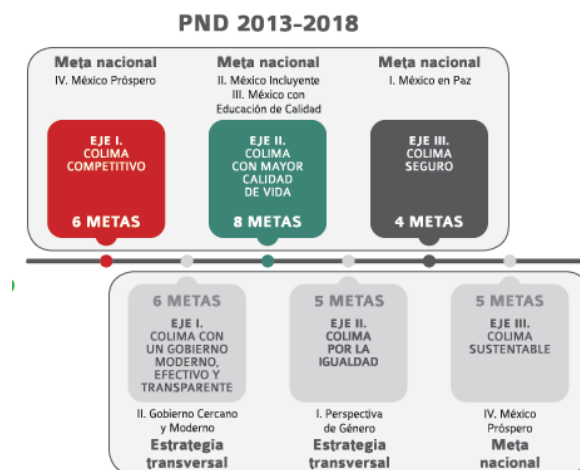 PND 2013-2018
Meta nacional
IV. México Próspero
EJE I.
COLIMA
COMPETITIVO
6 METAS
Meta nacional
II. México Incluyente
III. México con
Educación de Calidad
EJE II.
COLIMA
CON MAYOR
CALIDAD
DE VIDA
8 METAS
Meta nacional
I. México en Paz
EJE III.
COLIMA
SEGURO
4 METAS
6 METAS
EJE I.
COLIMA CON
UN GOBIERNO
MODERNO,
EFECTIVO Y
TRANSPARENTE
II. Gobierno Cercano
y Moderno
Estrategia
transversal
5 METAS
EJE II.
COLIMA
POR LA
IGUALDAD
I. Perspectiva
de Género
Estrategia
transversal
5 METAS
EJE III.
COLIMA
SUSTENTABLE
IV. México
Próspero
Meta
nacional